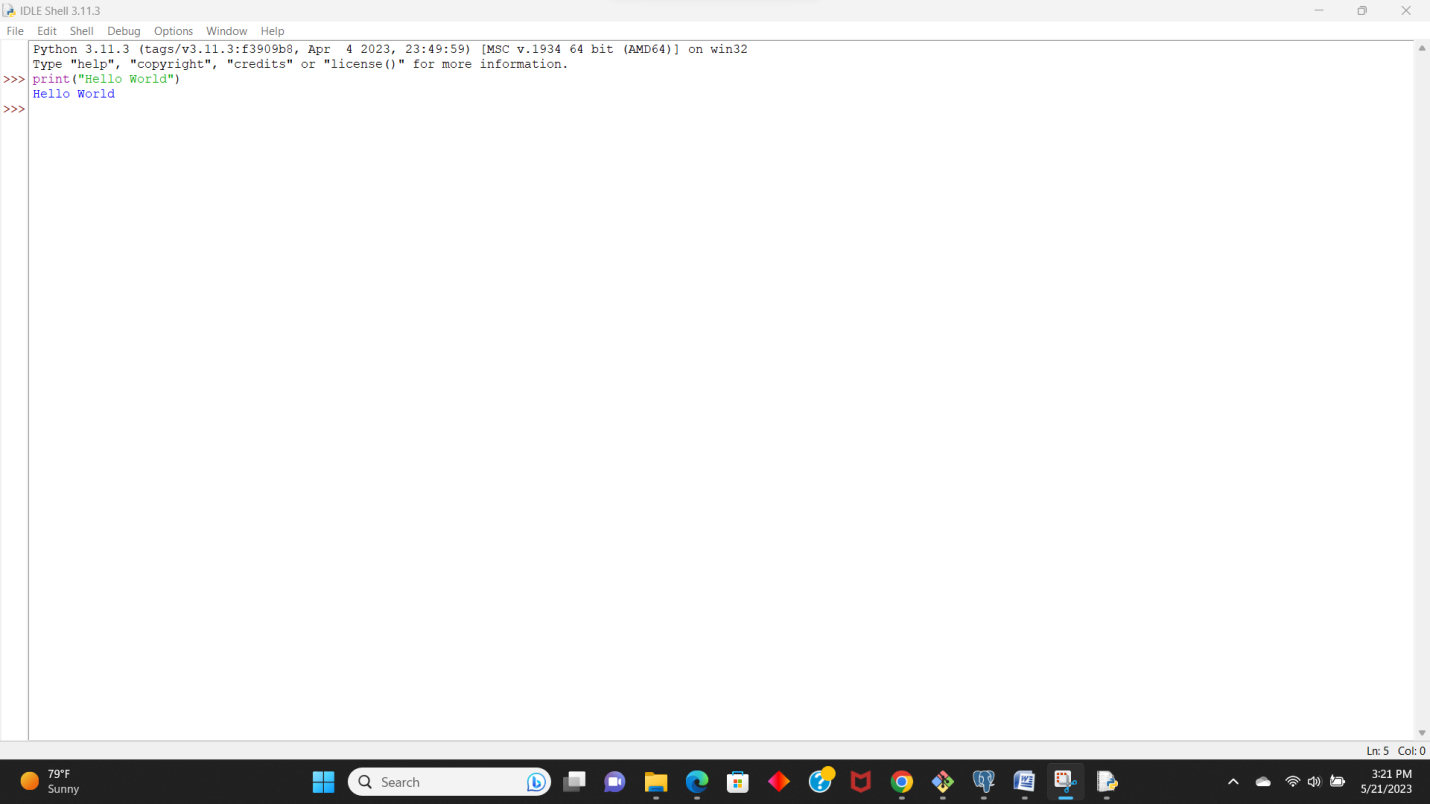 IDLE Shell 3.11.3
File Edit Shell Debug Options Window Help
Python 3.11.3 (tags/v3.11.3:f3909b8, Apr  4 2023, 23:49:59) [MSC v.1934 64 bit (AMD64)] on win32
Type "help", "copyright", "credits" or "license()" for more information.
>>> print("Hello World")
Hello World
>>>
Ln: 5 Col: 0
79°F
Sunny
Search
3:21 PM
5/21/2023